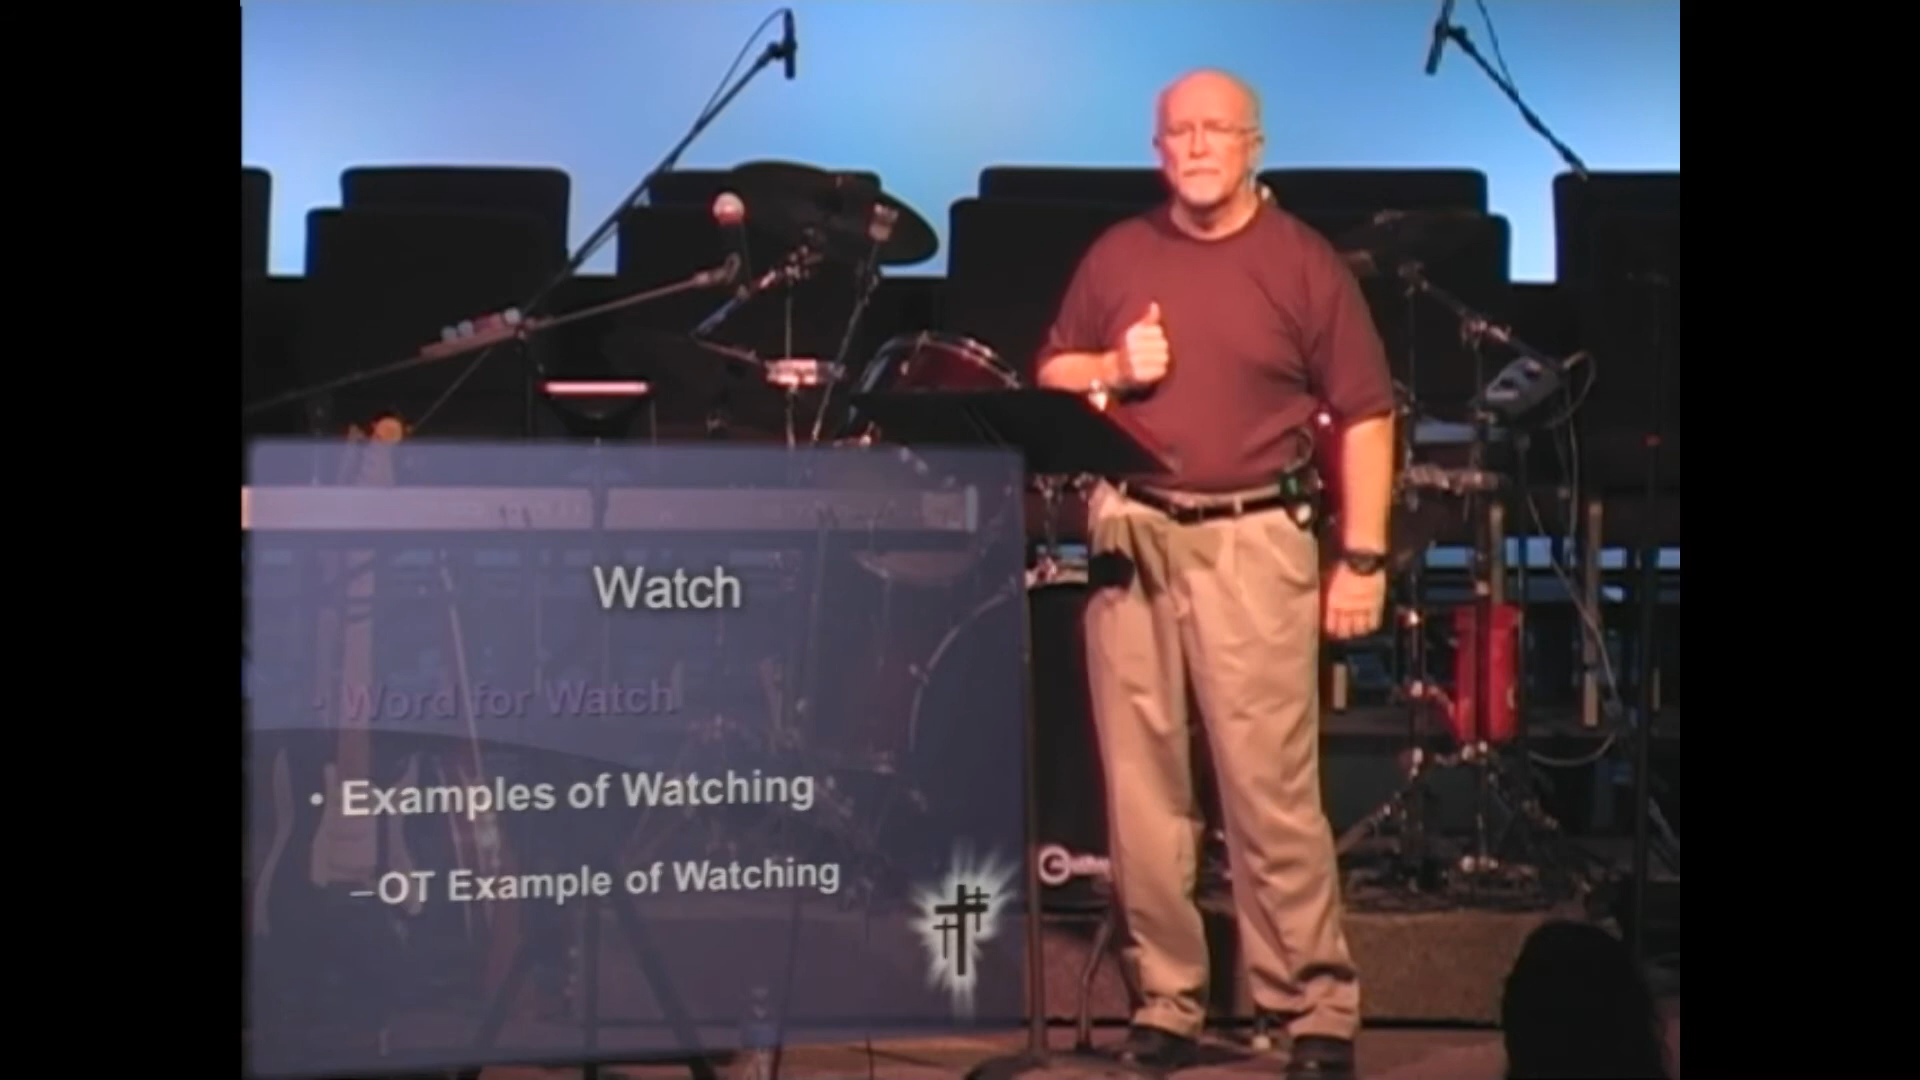 Watch
• Word for Watch
• Examples of Watching
–OT Example of Watching